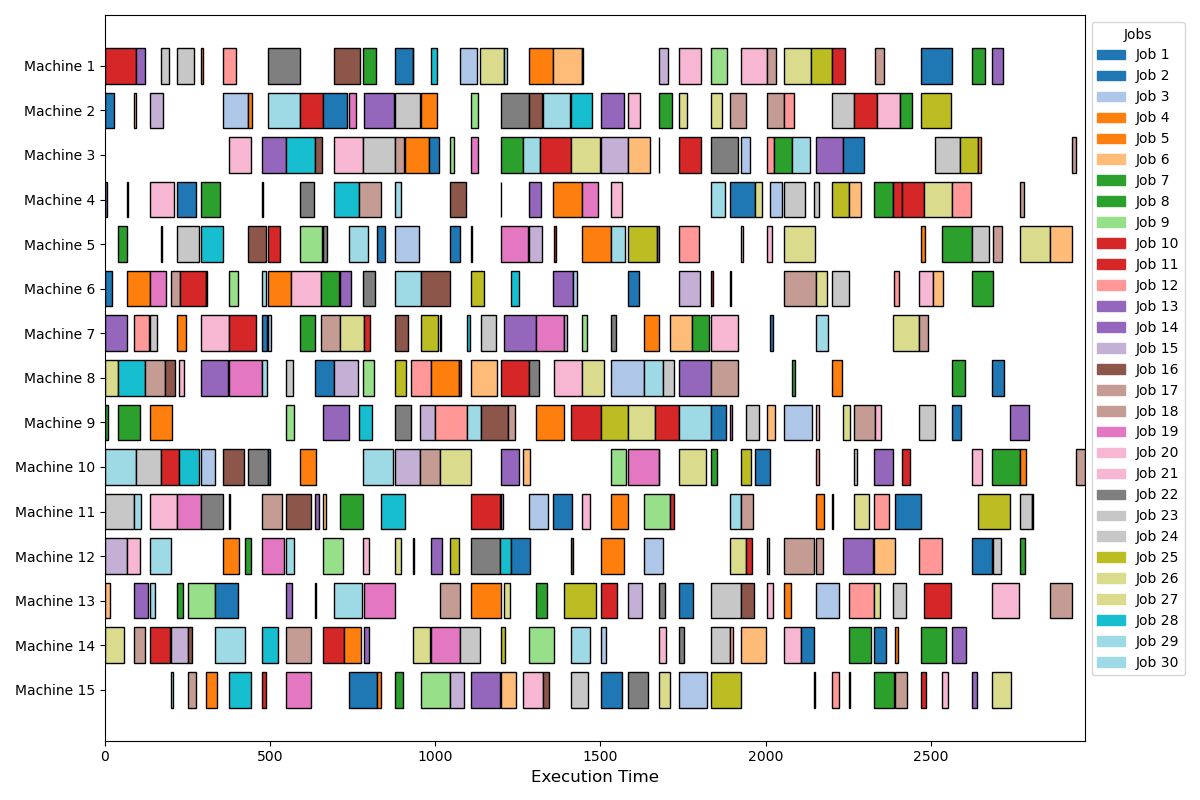 Machine 1
Machine 2
Machine 3
Machine 4
Machine 5
Machine 6
Machine 7
Machine 8
Machine 9
Machine 10
Machine 11
Machine 12
Machine 13
Machine 14
Machine 15
0 500 1000 1500 2000 2500
Execution Time
Jobs
Job 1
Job 2
Job 3
Job 4
Job 5
Job 6
Job 7
Job 8
Job 9
Job 10
Job 11
Job 12
Job 13
Job 14
Job 15
Job 16
Job 17
Job 18
Job 19
Job 20
Job 21
Job 22
Job 23
Job 24
Job 25
Job 26
Job 27
Job 28
Job 29
Job 30